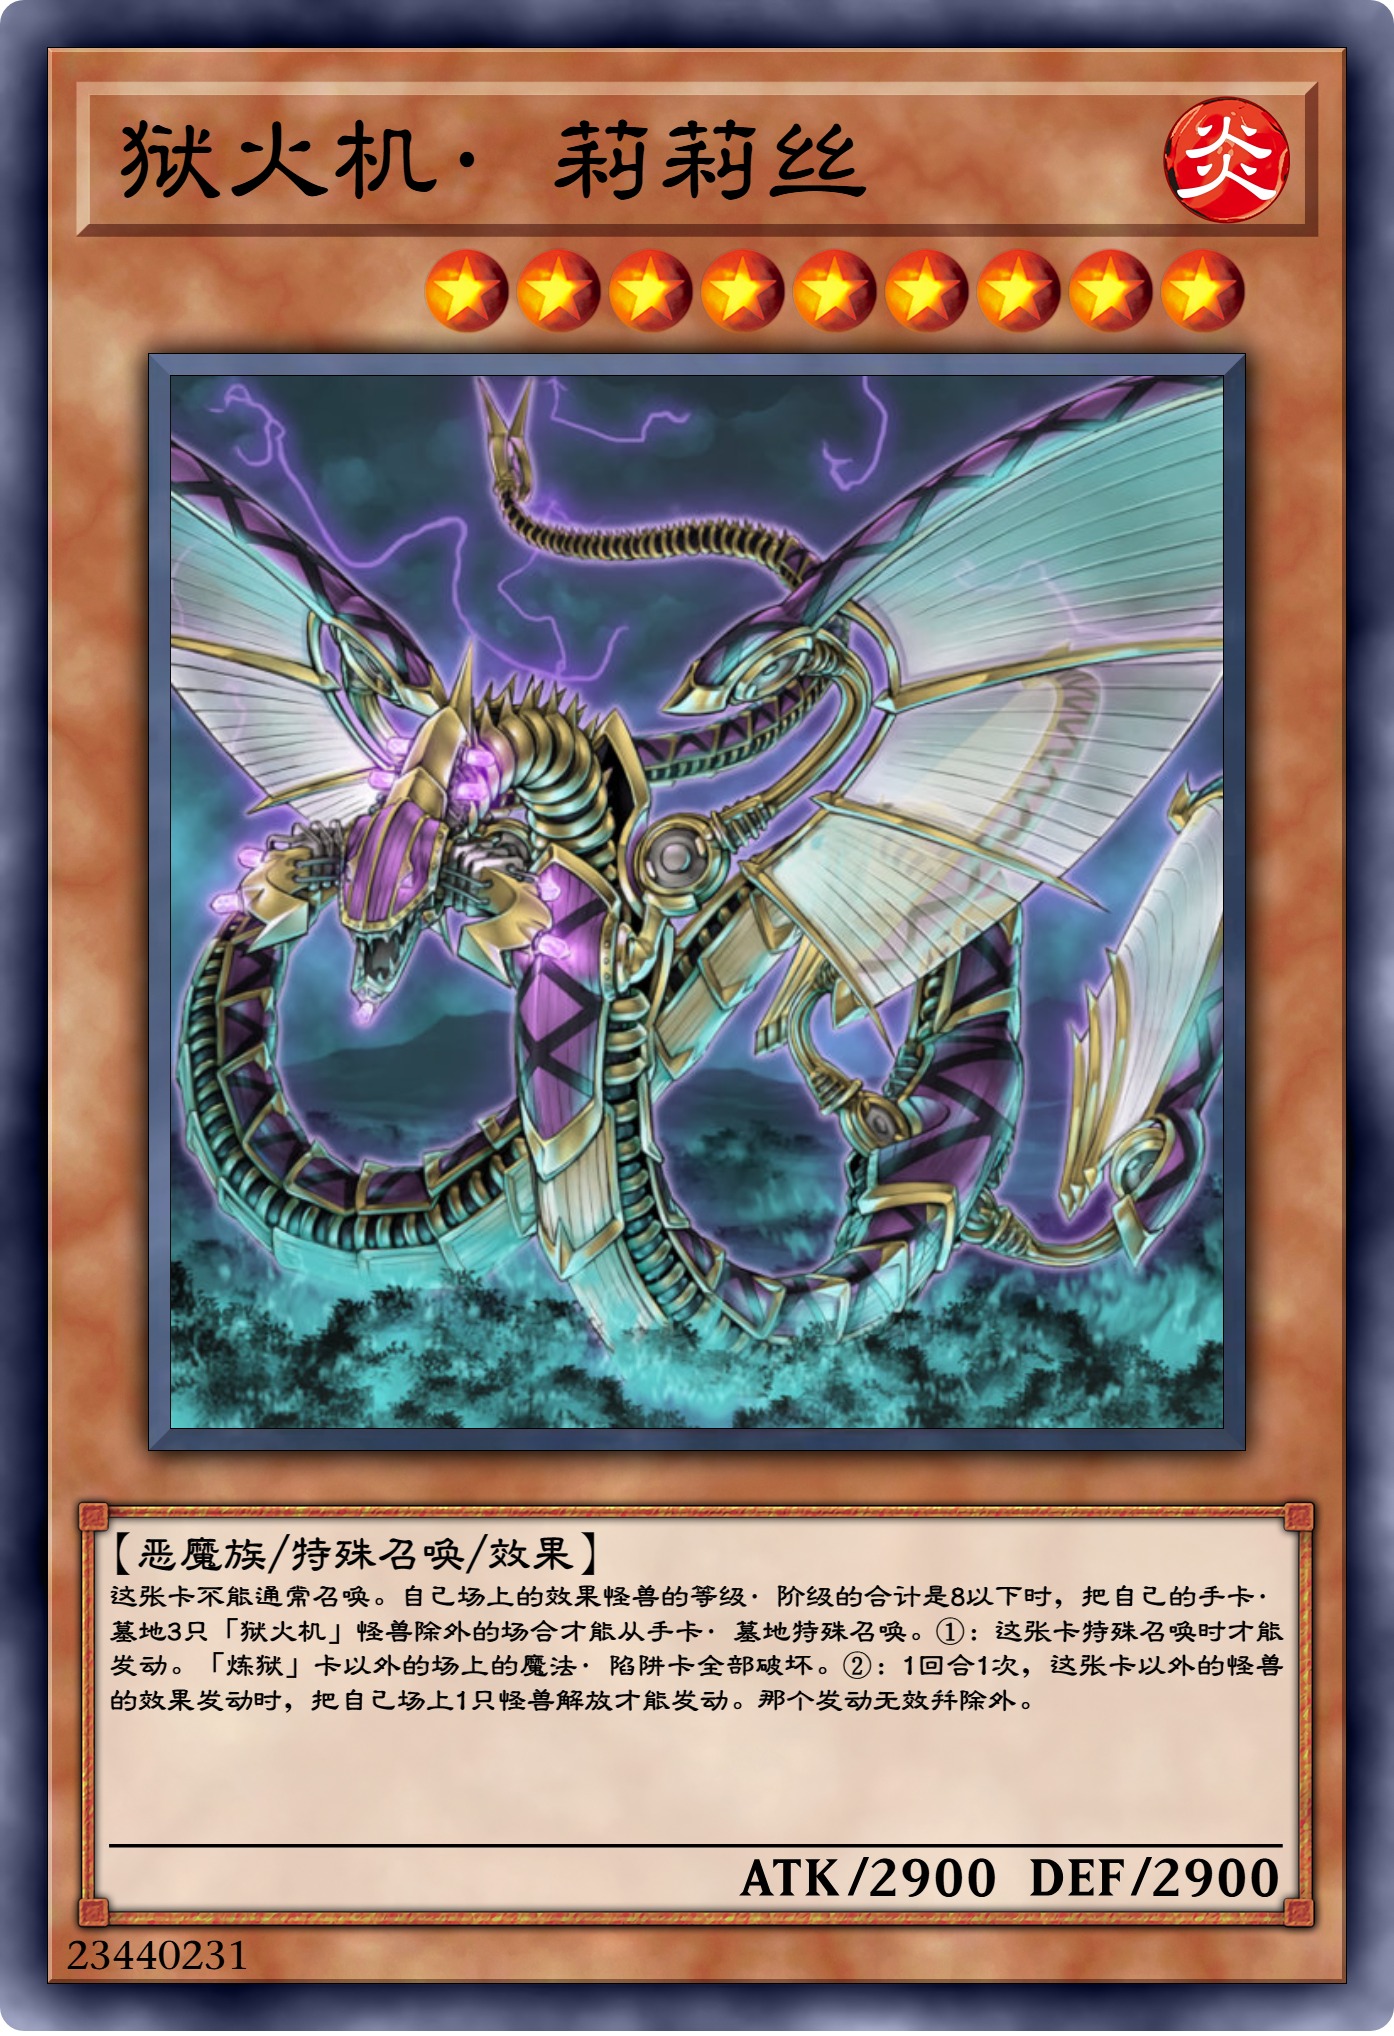 狱火机·莉莉丝
炎
【恶魔族/特殊召唤/效果】
这张卡不能通常召唤。自己场上的效果怪兽的等级·阶级的合计是8以下时，把自己的手卡·
墓地3只「狱火机」怪兽除外的场合才能从手卡·墓地特殊召唤。①：这张卡特殊召唤时才能
发动。「炼狱」卡以外的场上的魔法·陷阱卡全部破坏。②：1回合1次，这张卡以外的怪兽
的效果发动时，把自己场上1只怪兽解放才能发动。那个发动无效并除外。
ATK/2900 DEF/2900
23440231